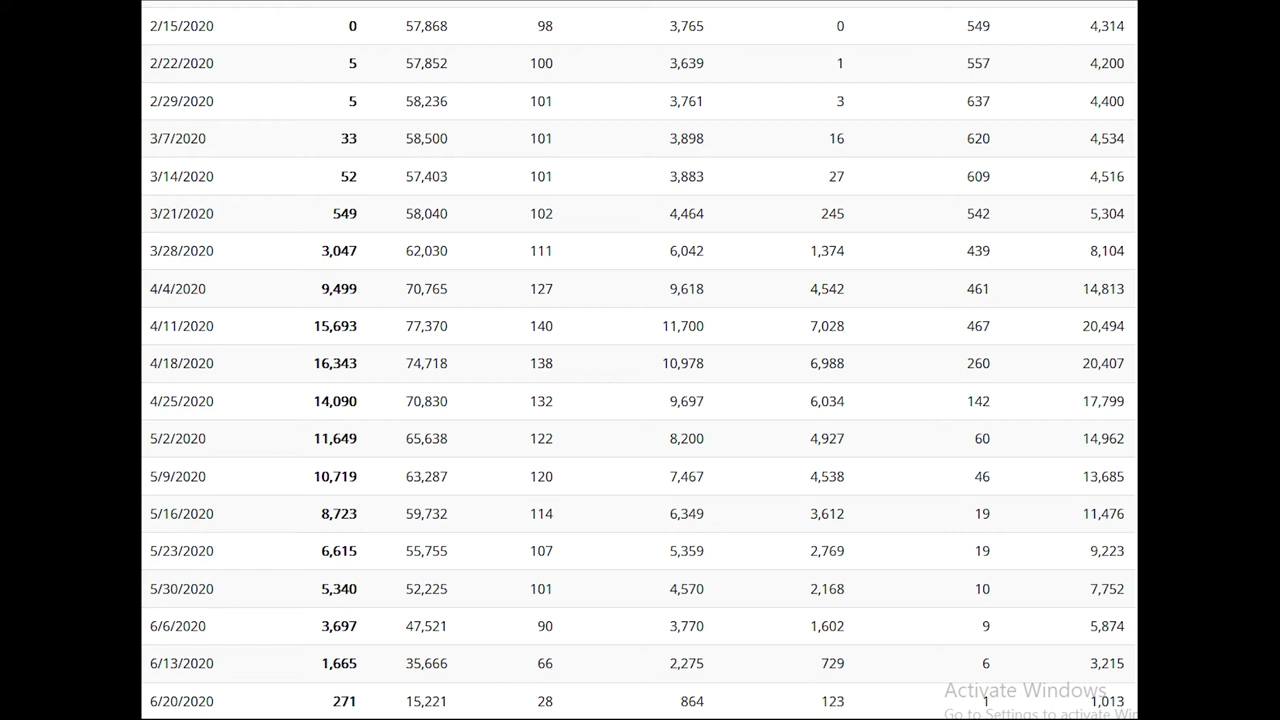 2/15/2020 0 57,868 98 3,765 0 549 4,314
2/22/2020 5 57,852 100 3,639 1 557 4,200
2/29/2020 5 58,236 101 3,761 3 637 4,400
3/7/2020 33 58,500 101 3,898 16 620 4,534
3/14/2020 52 57,403 101 3,883 27 609 4,516
3/21/2020 549 58,040 102 4,464 245 542 5,304
3/28/2020 3,047 62,030 111 6,042 1,374 439 8,104
4/4/2020 9,499 70,765 127 9,618 4,542 461 14,813
4/11/2020 15,693 77,370 140 11,700 7,028 467 20,494
4/18/2020 16,343 74,718 138 10,978 6,988 260 20,407
4/25/2020 14,090 70,830 132 9,697 6,034 142 17,799
5/2/2020 11,649 65,638 122 8,200 4,927 60 14,962
5/9/2020 10,719 63,287 120 7,467 4,538 46 13,685
5/16/2020 8,723 59,732 114 6,349 3,612 19 11,476
5/23/2020 6,615 55,755 107 5,359 2,769 19 9,223
5/30/2020 5,340 52,225 101 4,570 2,168 10 7,752
6/6/2020 3,697 47,521 90 3,770 1,602 9 5,874
6/13/2020 1,665 35,666 66 2,275 729 6 3,215
Activate Windows
6/20/2020 271 15,221 28 864 123 1 1,013
Go to Settings to activate Win